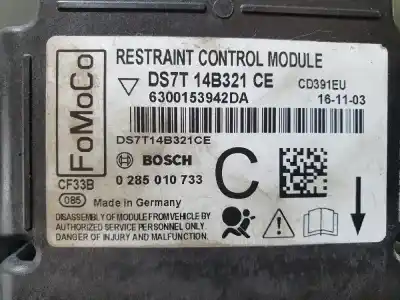 FoMoCo
RESTRAINT CONTROL MODULE
DS7T 14B321 CE CD391EU
6300153942DA 16-11-03
DS7T14B321CE
BOSCH
C
CF33B
0 285 010 733
085 Made in Germany
DISASSEMBLY OF MODULE FROM VEHICLE BY
AUTHORIZED SERVICE PERSONNEL ONLY.
DANGER OF INJURY AND MALFUNCTION.